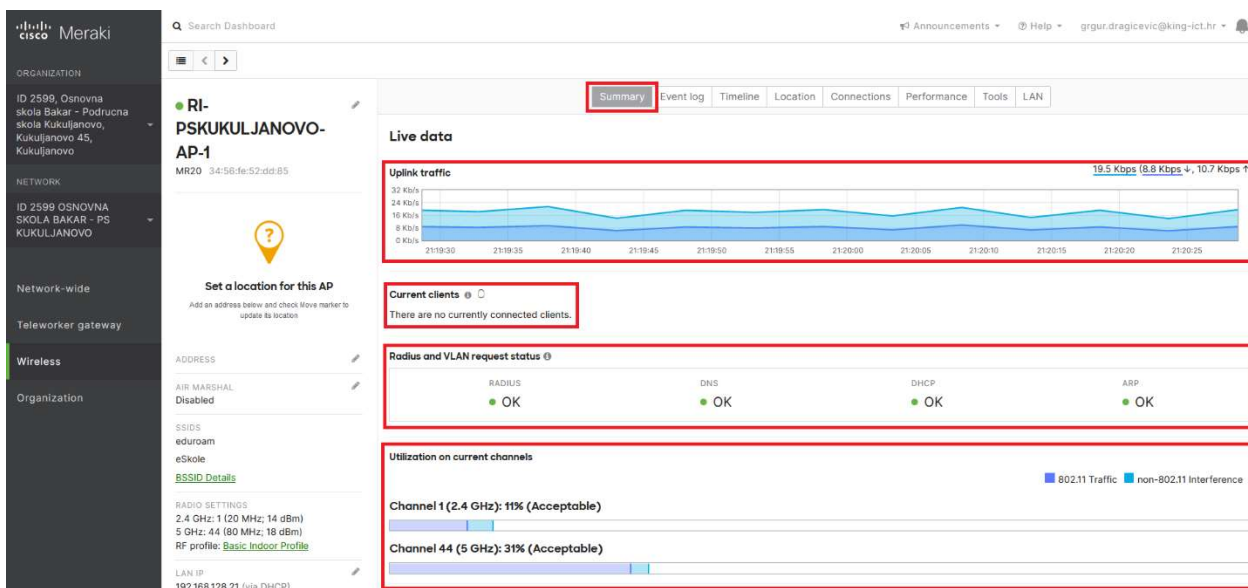 cisco Meraki
Search Dashboard
Announcements
Help
grgur.dragicevic@king-ict.hr
ORGANIZATION
ID 2599, Osnovna
skola Bakar - Podrucna
skola Kukuljanovo,
Kukuljanovo 45,
Kukuljanovo
NETWORK
ID 2599 OSNOVNA
SKOLA BAKAR - PS
KUKULJANOVO
Network-wide
Teleworker gateway
Wireless
Organization
RI-
PSKUKULJANOVO-
AP-1
MR20 34:56:fe:52:dd:85
?
Set a location for this AP
Add an address below and check Move marker to
update its location
ADDRESS
AIR MARSHAL
Disabled
SSIDS
eduroam
eSkole
BSSID Details
RADIO SETTINGS
2.4 GHz: 1 (20 MHz; 14 dBm)
5 GHz: 44 (80 MHz; 18 dBm)
RF profile: Basic Indoor Profile
LAN IP
192.168.128.21 (via DHCP)
Summary Event log Timeline Location Connections Performance Tools LAN
Live data
Uplink traffic
19.5 Kbps (8.8 Kbps ↓, 10.7 Kbps ↑
32 Kb/s
24 Kb/s
16 Kb/s
8 Kb/s
0 Kb/s
21:19:30 21:19:35 21:19:40 21:19:45 21:19:50 21:19:55 21:20:00 21:20:05 21:20:10 21:20:15 21:20:20 21:20:25
Current clients
There are no currently connected clients.
Radius and VLAN request status
RADIUS DNS DHCP ARP
OK OK OK OK
Utilization on current channels
802.11 Traffic non-802.11 Interference
Channel 1 (2.4 GHz): 11% (Acceptable)
Channel 44 (5 GHz): 31% (Acceptable)